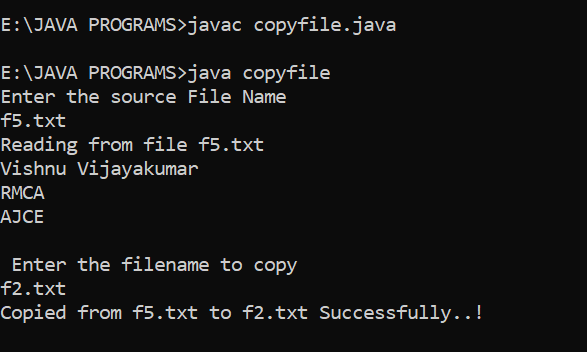 E:\JAVA PROGRAMS>javac copyfile.java
E:\JAVA PROGRAMS>java copyfile
Enter the source File Name
f5.txt
Reading from file f5.txt
Vishnu Vijayakumar
RMCA
AJCE
Enter the filename to copy
f2.txt
Copied from f5.txt to f2.txt Successfully..!